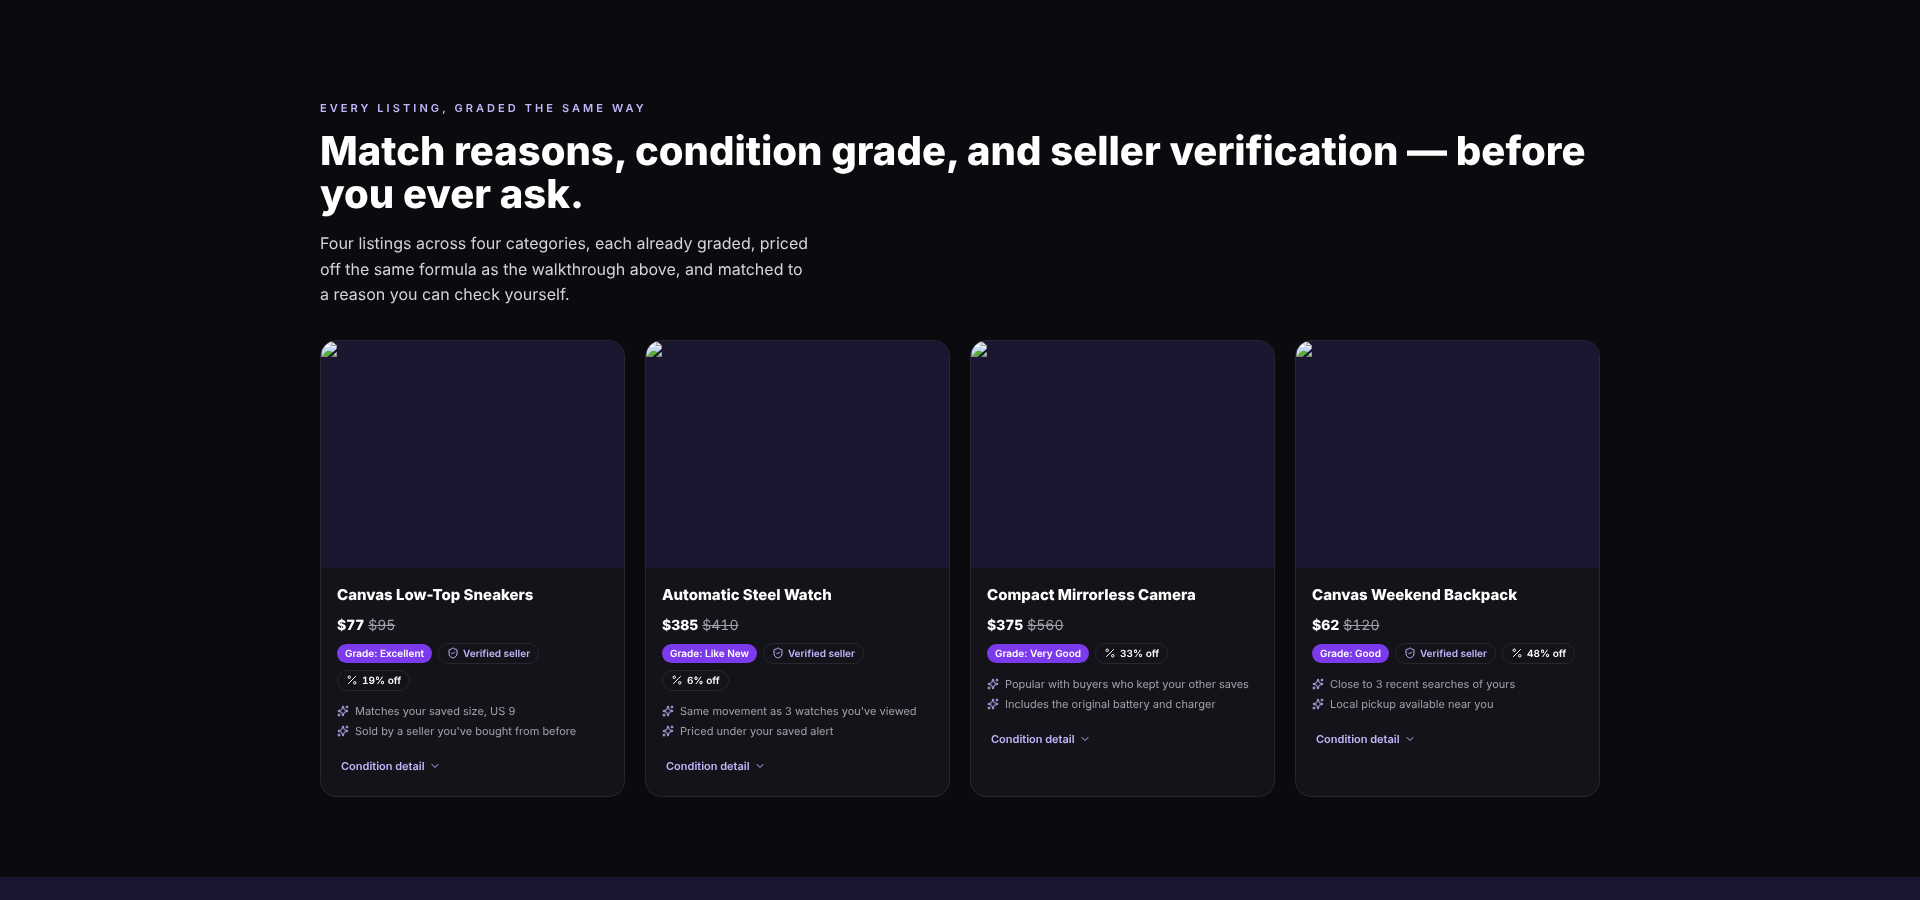 EVERY LISTING, GRADED THE SAME WAY
Match reasons, condition grade, and seller verification — before
you ever ask.
Four listings across four categories, each already graded, priced
off the same formula as the walkthrough above, and matched to
a reason you can check yourself.
Canvas Low-Top Sneakers
$77 $95
Grade: Excellent
Verified seller
19% off
Matches your saved size, US 9
Sold by a seller you've bought from before
Condition detail
Automatic Steel Watch
$385 $410
Grade: Like New
Verified seller
6% off
Same movement as 3 watches you've viewed
Priced under your saved alert
Condition detail
Compact Mirrorless Camera
$375 $560
Grade: Very Good
33% off
Popular with buyers who kept your other saves
Includes the original battery and charger
Condition detail
Canvas Weekend Backpack
$62 $120
Grade: Good
Verified seller
48% off
Close to 3 recent searches of yours
Local pickup available near you
Condition detail